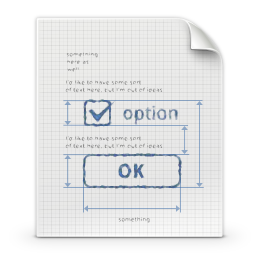 something
here as
well
I'd like to have some sort
of text here, but I'm out of ideas
option
I'd like to have some sort
of text here, but I'm out of ideas
OK
something